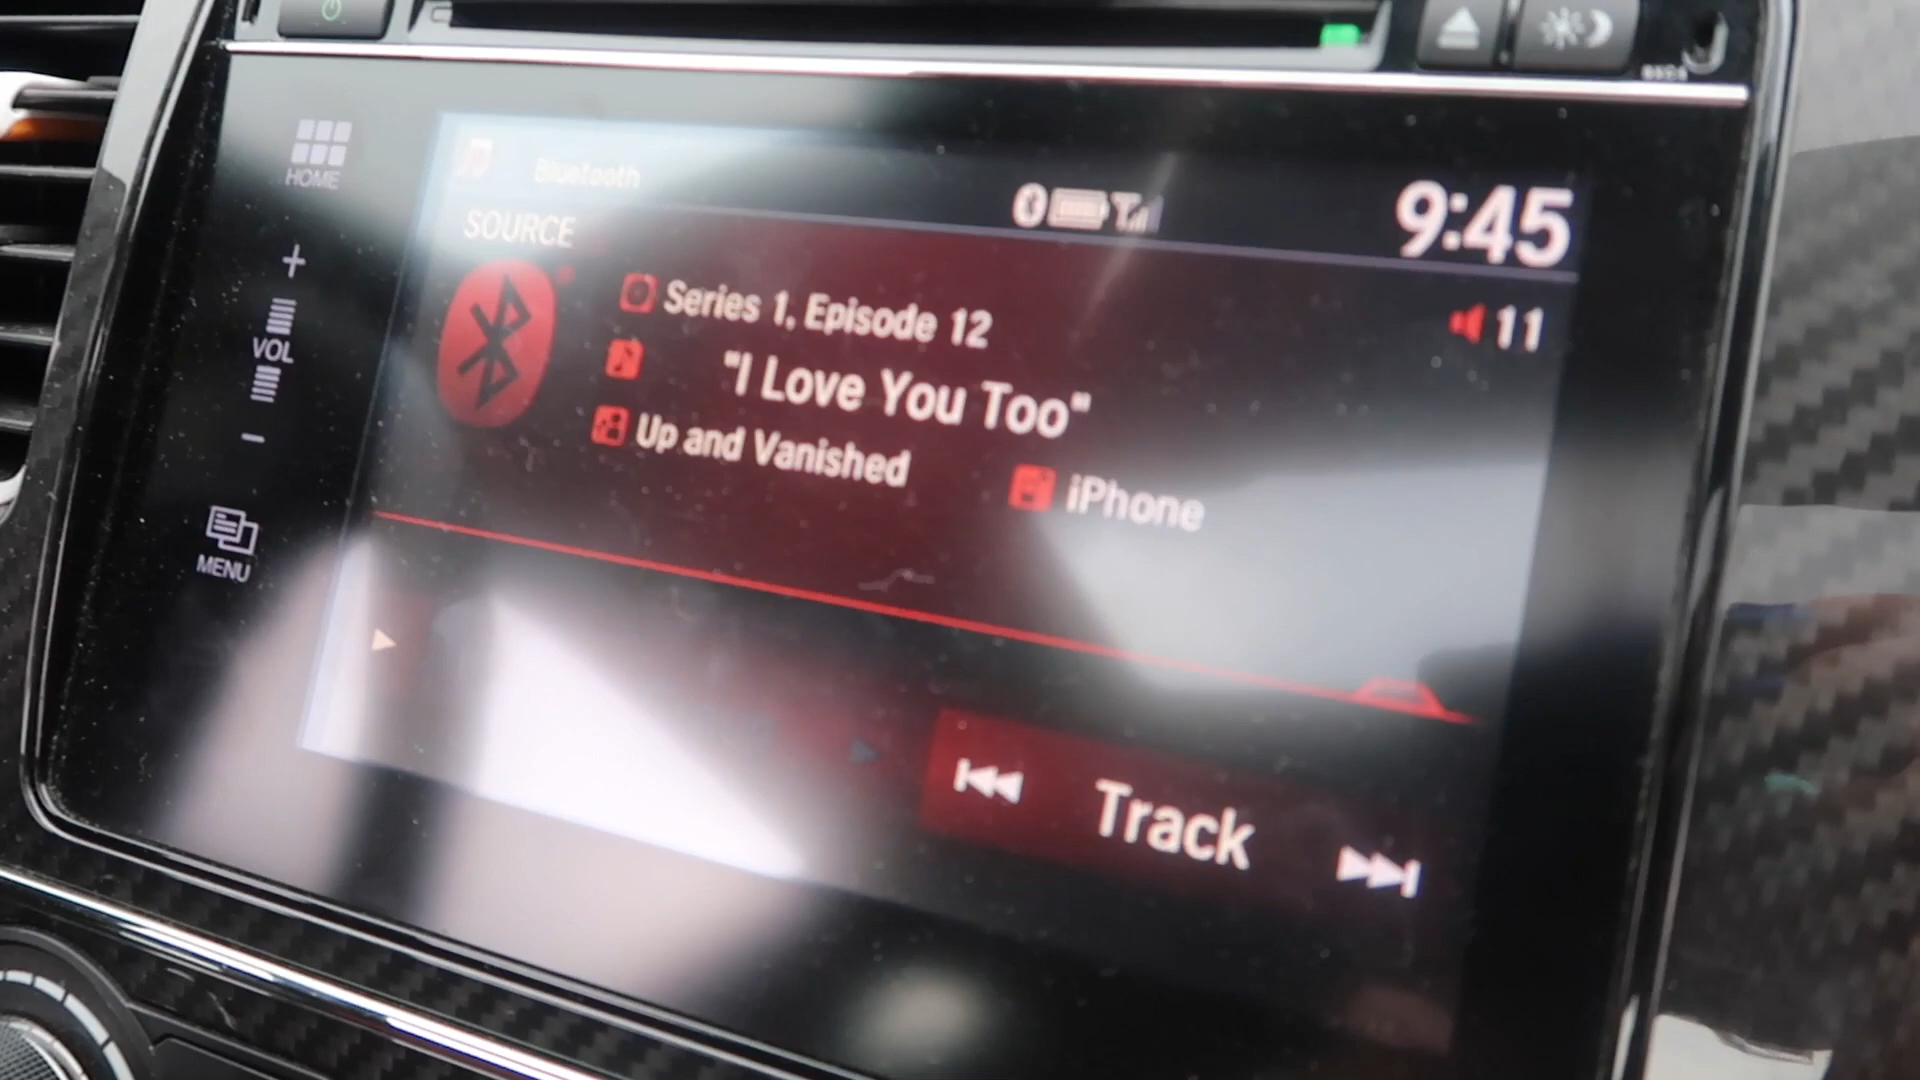 HOME
Bluetooth
SOURCE
9:45
+
VOL
-
Series 1, Episode 12
11
"I Love You Too"
Up and Vanished
iPhone
MENU
Track